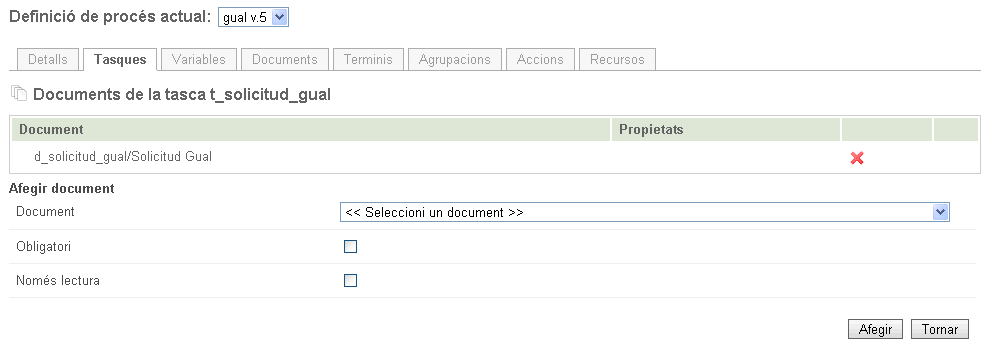 Definició de procés actual: gual v.5
Detalls Tasques Variables Documents Terminis Agrupacions Accions Recursos
Documents de la tasca t_solicitud_gual
Document Propietats
d_solicitud_gual/Solicitud Gual
Afegir document
Document << Seleccioni un document >>
Obligatori
Només lectura
Afegir Tornar